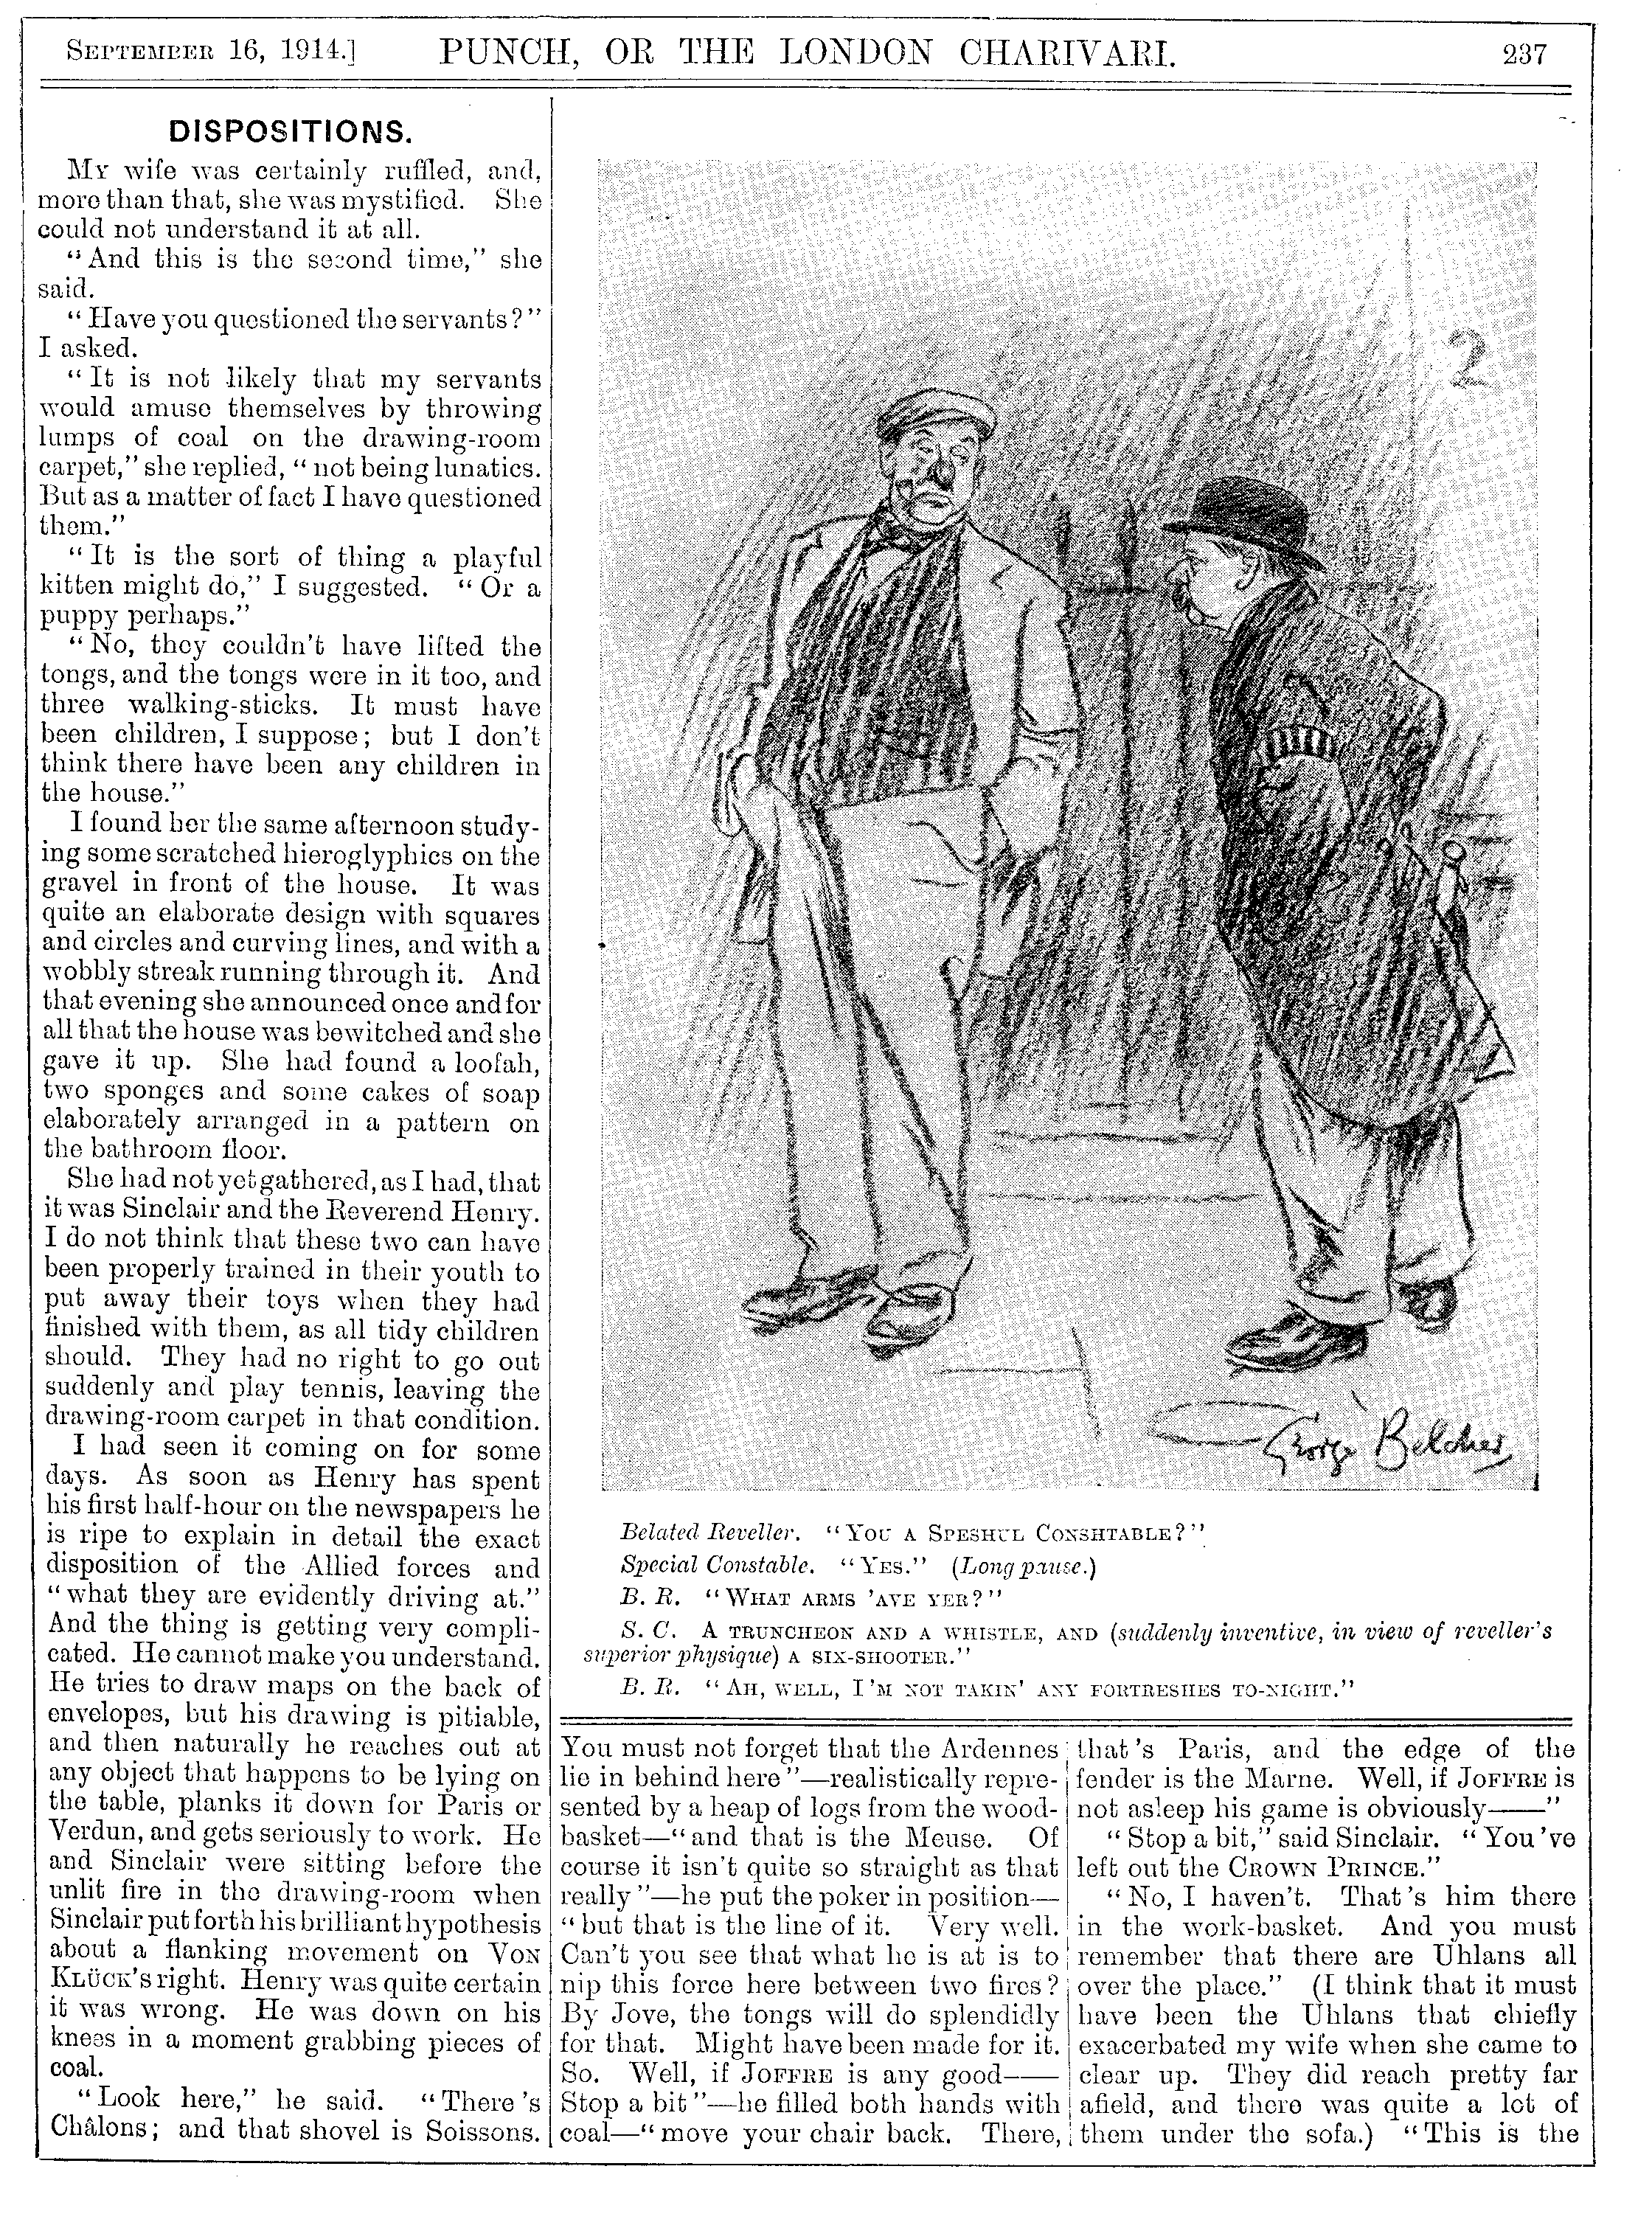 SEPTEMBER 16, 1914.] PUNCH, OR THE LONDON CHARIVARI. 237
DISPOSITIONS.
MY wife was certainly ruffled, and,
more than that, she was mystified. She
could not understand it at all.
"And this is the second time," she
said.
"Have you questioned the servants?"
I asked.
"It is not likely that my servants
would amuse themselves by throwing
lumps of coal on the drawing-room
carpet," she replied, "not being lunatics.
But as a matter of fact I have questioned
them."
"It is the sort of thing a playful
kitten might do," I suggested. "Or a
puppy perhaps."
"No, they couldn't have lifted the
tongs, and the tongs were in it too, and
three walking-sticks. It must have
been children, I suppose; but I don't
think there have been any children in
the house."
I found her the same afternoon study-
ing some scratched hieroglyphics on the
gravel in front of the house. It was
quite an elaborate design with squares
and circles and curving lines, and with a
wobbly streak running through it. And
that evening she announced once and for
all that the house was bewitched and she
gave it up. She had found a loofah,
two sponges and some cakes of soap
elaborately arranged in a pattern on
the bathroom floor.
She had not yet gathered, as I had, that
it was Sinclair and the Reverend Henry.
I do not think that these two can have
been properly trained in their youth to
put away their toys when they had
finished with them, as all tidy children
should. They had no right to go out
suddenly and play tennis, leaving the
drawing-room carpet in that condition.
I had seen it coming on for some
days. As soon as Henry has spent
his first half-hour on the newspapers he
is ripe to explain in detail the exact
disposition of the Allied forces and
"what they are evidently driving at."
And the thing is getting very compli-
cated. He cannot make you understand.
He tries to draw maps on the back of
envelopes, but his drawing is pitiable,
and then naturally he reaches out at
any object that happens to be lying on
the table, planks it down for Paris or
Verdun, and gets seriously to work. He
and Sinclair were sitting before the
unlit fire in the drawing-room when
Sinclair put forth his brilliant hypothesis
about a flanking movement on VON
KLÜCK'S right. Henry was quite certain
it was wrong. He was down on his
knees in a moment grabbing pieces of
coal.
"Look here," he said. "There's
Châlons; and that shovel is Soissons.
2
George Belcher
Belated Reveller. "YOU A SPESHUL CONSHTABLE?"
Special Constable. "YES." (Long pause.)
B. R. "WHAT ARMS 'AVE YER?"
S. C. A TRUNCHEON AND A WHISTLE, AND (suddenly inventive, in view of reveller's
superior physique) A SIX-SHOOTER."
B. R. "AH, WELL, I'M NOT TAKIN' ANY FORTRESHES TO-NIGHT."
You must not forget that the Ardennes
lie in behind here"—realistically repre-
sented by a heap of logs from the wood-
basket—"and that is the Meuse. Of
course it isn't quite so straight as that
really"—he put the poker in position—
"but that is the line of it. Very well.
Can't you see that what he is at is to
nip this force here between two fires?
By Jove, the tongs will do splendidly
for that. Might have been made for it.
So. Well, if JOFFRE is any good——
Stop a bit"—he filled both hands with
coal—"move your chair back. There,
that's Paris, and the edge of the
fender is the Marne. Well, if JOFFRE is
not asleep his game is obviously——"
"Stop a bit," said Sinclair. "You've
left out the CROWN PRINCE."
"No, I haven't. That's him there
in the work-basket. And you must
remember that there are Uhlans all
over the place." (I think that it must
have been the Uhlans that chiefly
exacerbated my wife when she came to
clear up. They did reach pretty far
afield, and there was quite a lot of
them under the sofa.) "This is the